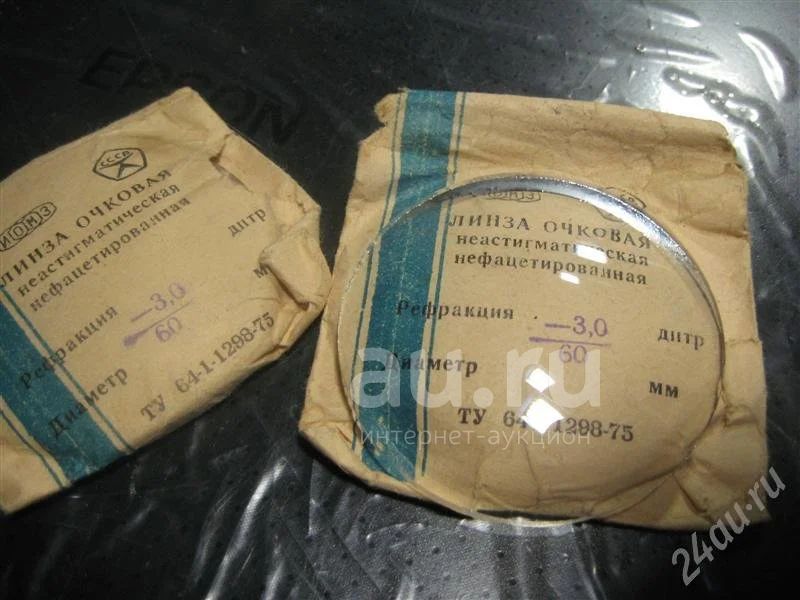 EPSON
СССР
ИОМЗ
ЛИНЗА ОЧКОВАЯ
неастигматическая
нефацетированная
Рефракция −3,0 дптр
Диаметр 60 мм
ТУ 64-1-1298-75
ЛИНЗА ОЧКОВАЯ
неастигматическая
нефацетированная
Рефракция −3,0 дптр
Диаметр 60 мм
ТУ 64-1-1298-75
au.ru
интернет-аукцион
24au.ru